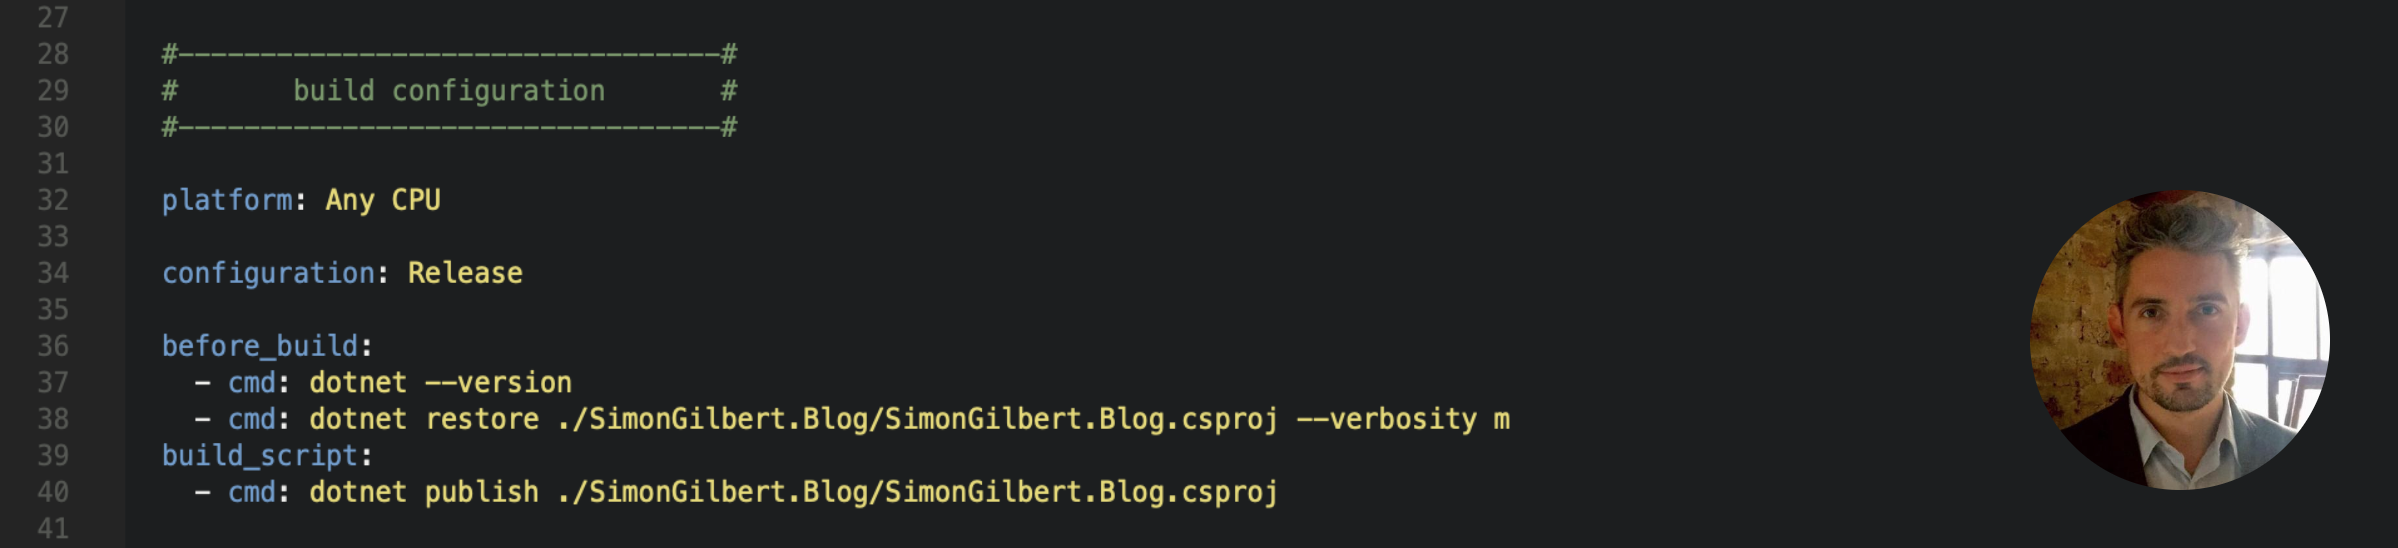 27
28 #---------------------------------#
29 #       build configuration       #
30 #---------------------------------#
31
32 platform: Any CPU
33
34 configuration: Release
35
36 before_build:
37   - cmd: dotnet --version
38   - cmd: dotnet restore ./SimonGilbert.Blog/SimonGilbert.Blog.csproj --verbosity m
39 build_script:
40   - cmd: dotnet publish ./SimonGilbert.Blog/SimonGilbert.Blog.csproj
41